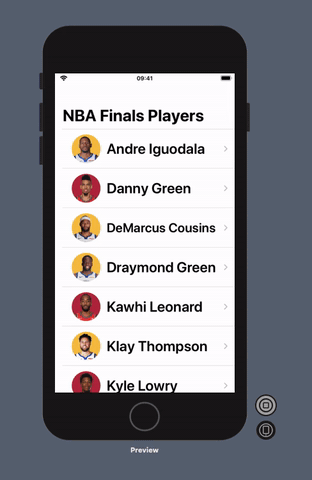 09:41
NBA Finals Players
Andre Iguodala
Danny Green
DeMarcus Cousins
Draymond Green
Kawhi Leonard
Klay Thompson
Kyle Lowry
Preview